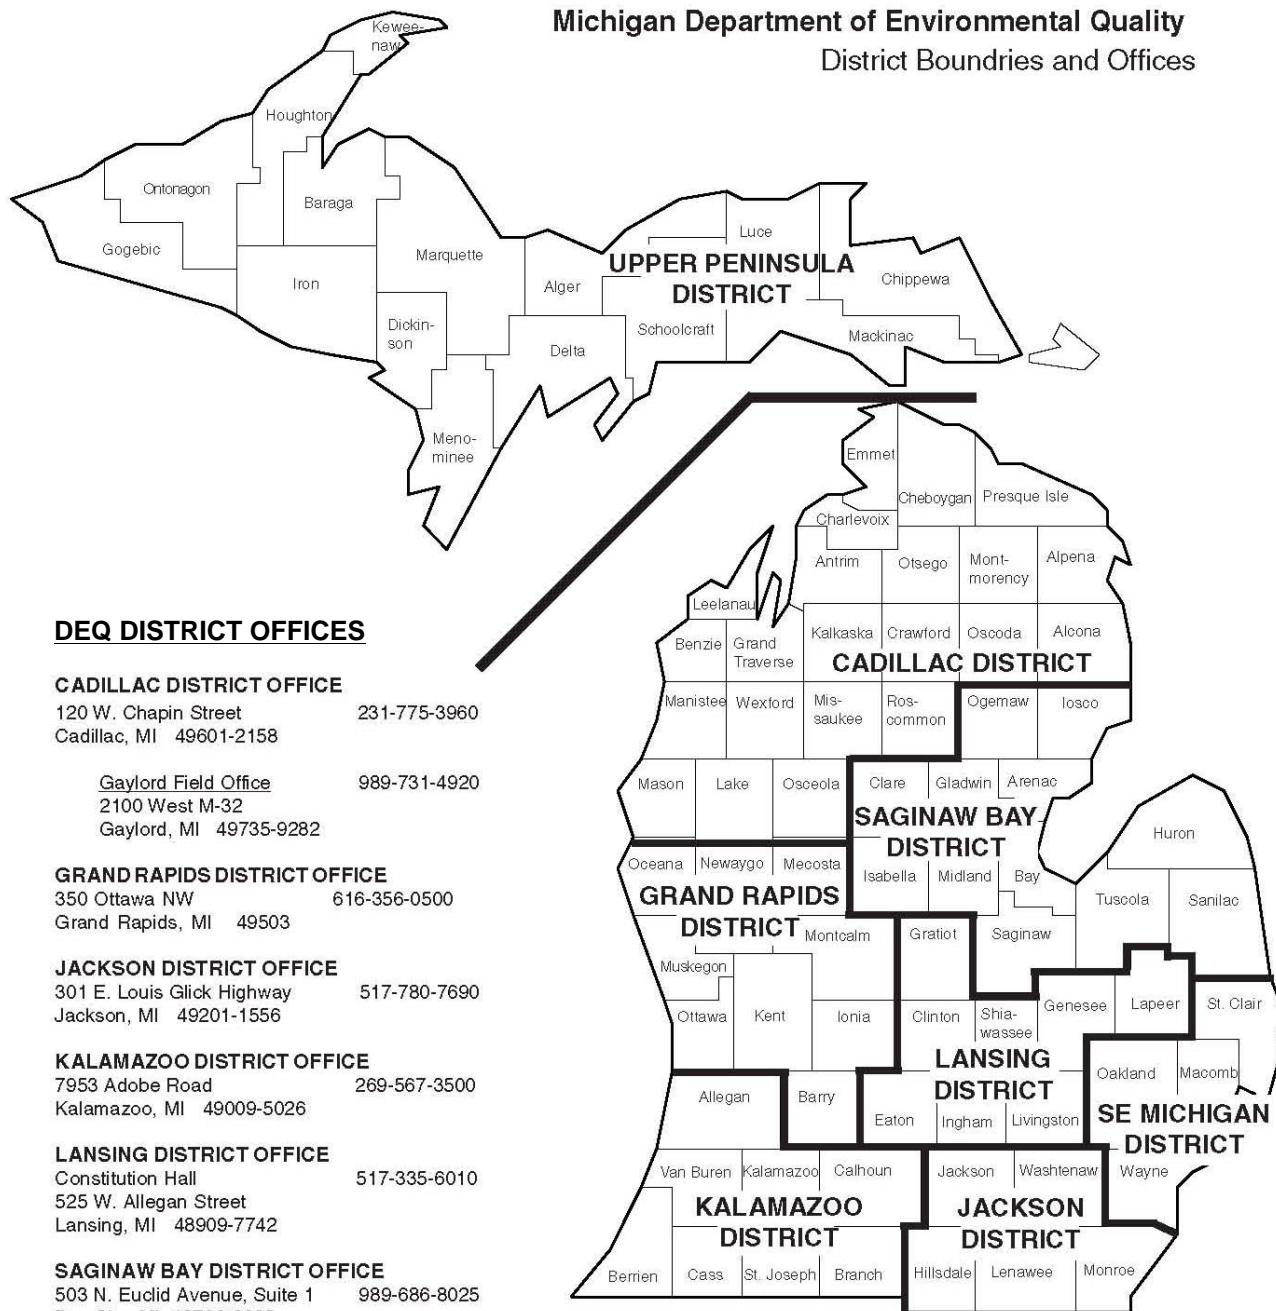 Michigan Department of Environmental Quality
District Boundries and Offices
Kewee-
naw
Houghton
Ontonagon
Baraga
Gogebic
Marquette
Luce
UPPER PENINSULA
DISTRICT
Iron
Alger
Chippewa
Dickin-
son
Schoolcraft
Mackinac
Delta
Meno-
minee
Emmet
Cheboygan
Presque Isle
Charlevoix
Antrim
Otsego
Mont-
morency
Alpena
Leelanau
Benzie
Grand
Traverse
Kalkaska
Crawford
Oscoda
Alcona
CADILLAC DISTRICT
Manistee
Wexford
Mis-
saukee
Ros-
common
Ogemaw
Iosco
Mason
Lake
Osceola
Clare
Gladwin
Arenac
SAGINAW BAY
DISTRICT
Huron
Oceana
Newaygo
Mecosta
Isabella
Midland
Bay
Tuscola
Sanilac
GRAND RAPIDS
DISTRICT
Montcalm
Gratiot
Saginaw
Muskegon
Ottawa
Kent
Ionia
Clinton
Shia-
wassee
Genesee
Lapeer
St. Clair
LANSING
DISTRICT
Oakland
Macomb
Allegan
Barry
Eaton
Ingham
Livingston
SE MICHIGAN
DISTRICT
Van Buren
Kalamazoo
Calhoun
Jackson
Washtenaw
Wayne
KALAMAZOO
DISTRICT
JACKSON
DISTRICT
Berrien
Cass
St. Joseph
Branch
Hillsdale
Lenawee
Monroe
DEQ DISTRICT OFFICES
CADILLAC DISTRICT OFFICE
120 W. Chapin Street 231-775-3960
Cadillac, MI 49601-2158
Gaylord Field Office 989-731-4920
2100 West M-32
Gaylord, MI 49735-9282
GRAND RAPIDS DISTRICT OFFICE
350 Ottawa NW 616-356-0500
Grand Rapids, MI 49503
JACKSON DISTRICT OFFICE
301 E. Louis Glick Highway 517-780-7690
Jackson, MI 49201-1556
KALAMAZOO DISTRICT OFFICE
7953 Adobe Road 269-567-3500
Kalamazoo, MI 49009-5026
LANSING DISTRICT OFFICE
Constitution Hall 517-335-6010
525 W. Allegan Street
Lansing, MI 48909-7742
SAGINAW BAY DISTRICT OFFICE
503 N. Euclid Avenue, Suite 1 989-686-8025